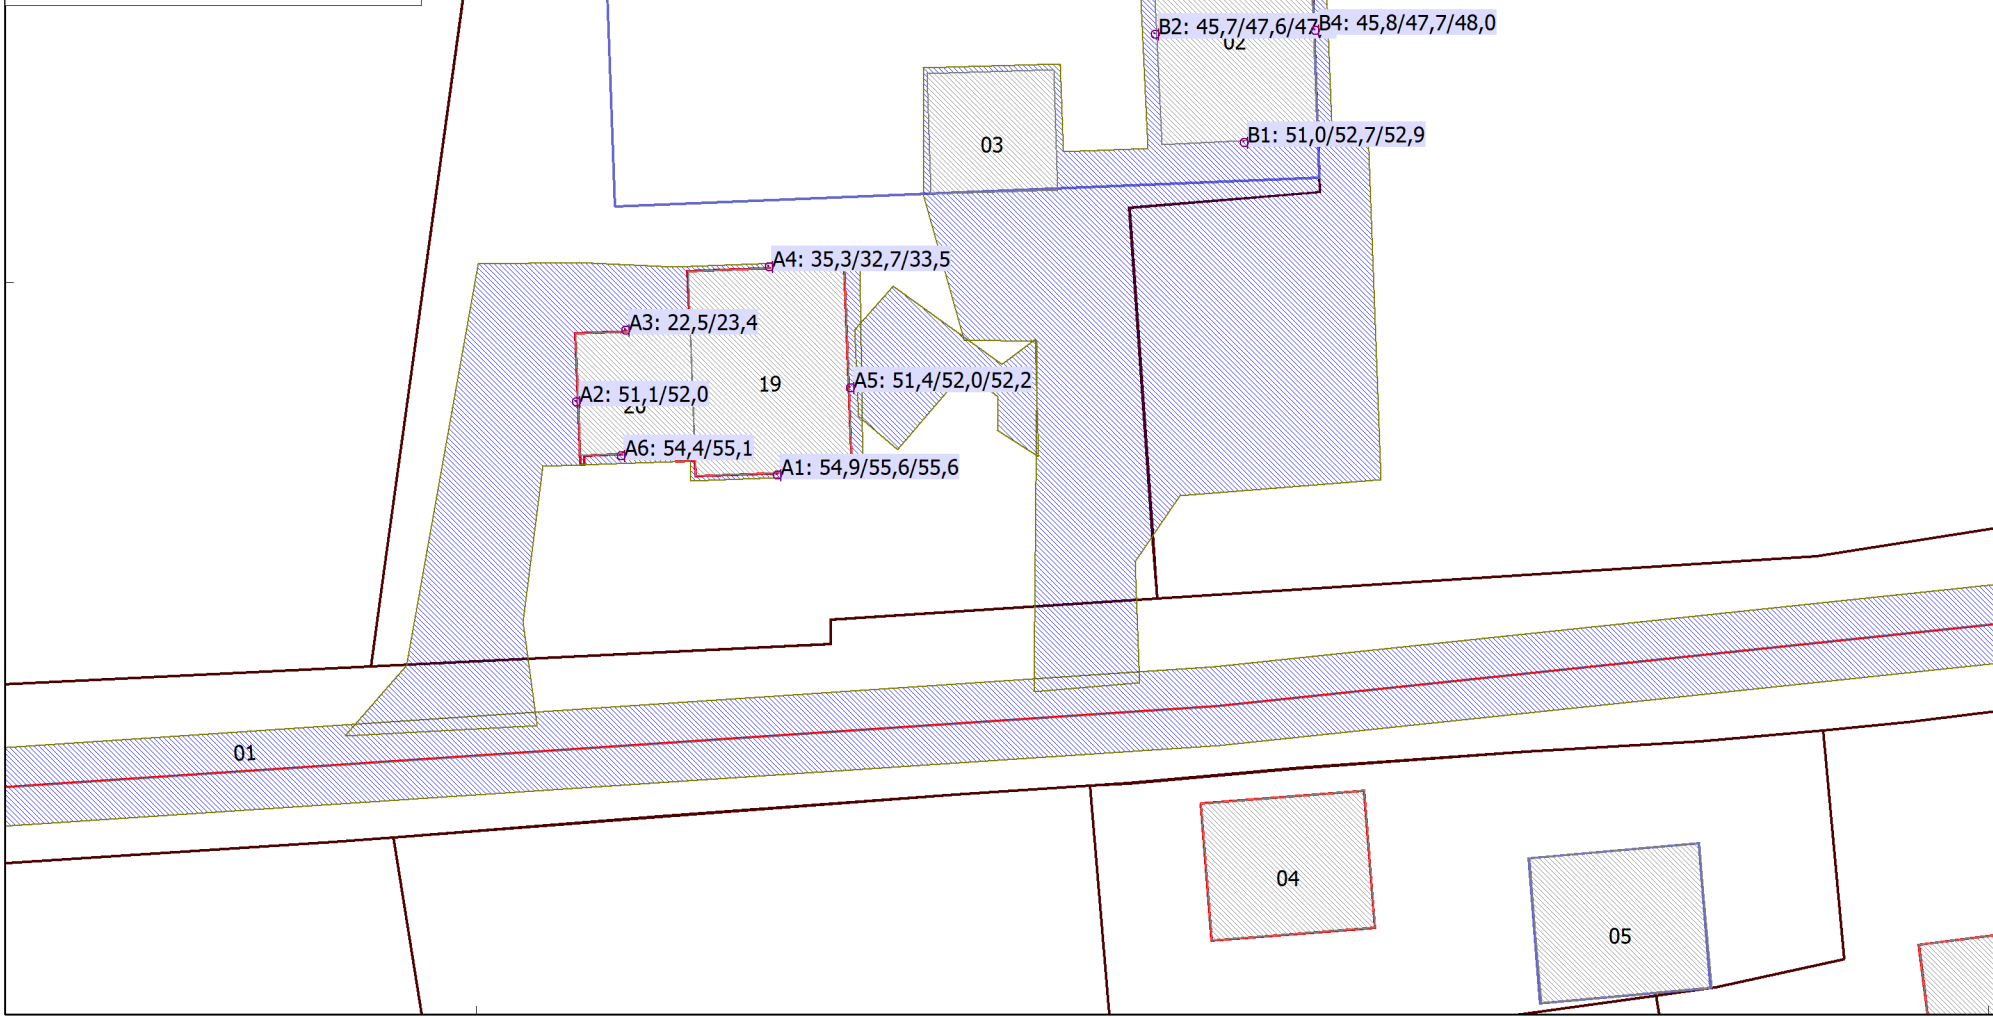 B2: 45,7/47,6/47,
B4: 45,8/47,7/48,0
02
B1: 51,0/52,7/52,9
03
A4: 35,3/32,7/33,5
A3: 22,5/23,4
A5: 51,4/52,0/52,2
19
A2: 51,1/52,0
20
A6: 54,4/55,1
A1: 54,9/55,6/55,6
01
04
05